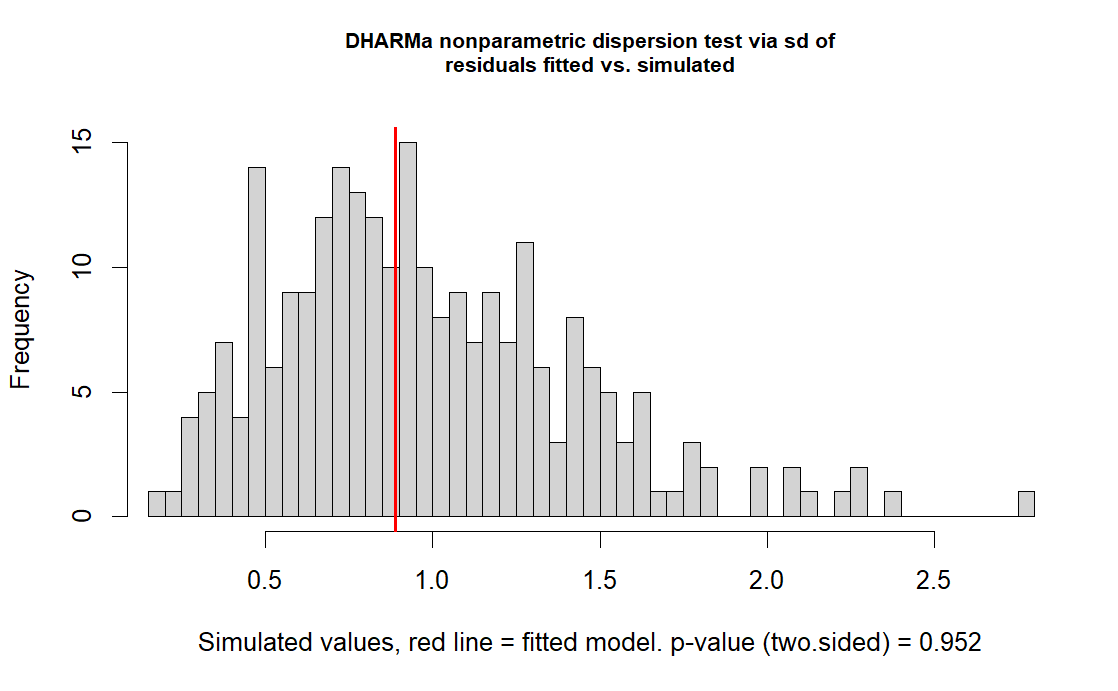 DHARMa nonparametric dispersion test via sd of
residuals fitted vs. simulated
Frequency
15
10
5
0
0.5 1.0 1.5 2.0 2.5
Simulated values, red line = fitted model. p-value (two.sided) = 0.952